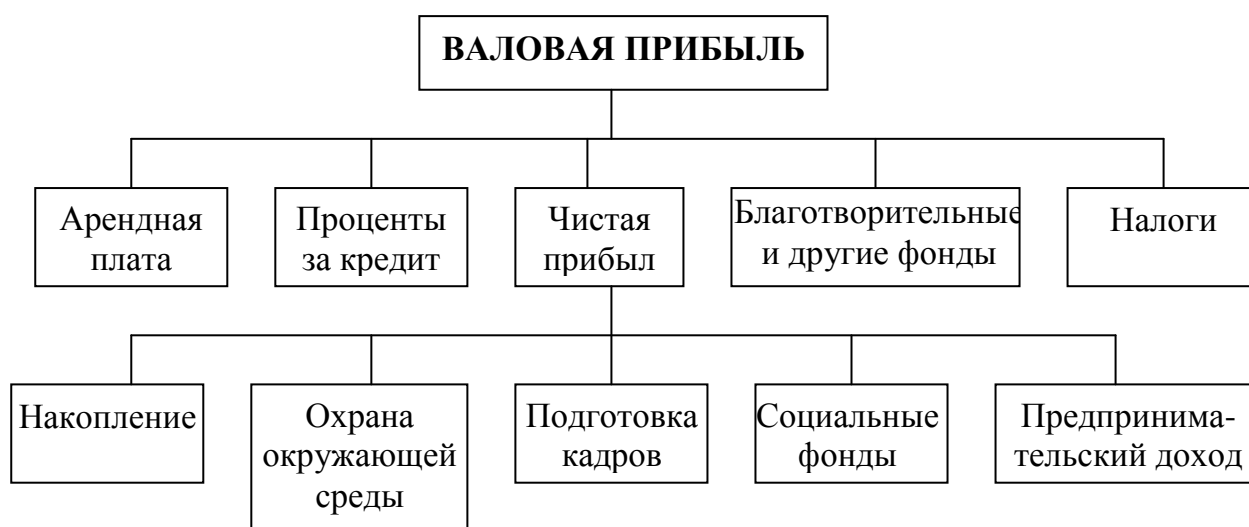 ВАЛОВАЯ ПРИБЫЛЬ
Арендная
плата
Проценты
за кредит
Чистая
прибыл
Благотворительные
и другие фонды
Налоги
Накопление
Охрана
окружающей
среды
Подготовка
кадров
Социальные
фонды
Предпринима-
тельский доход